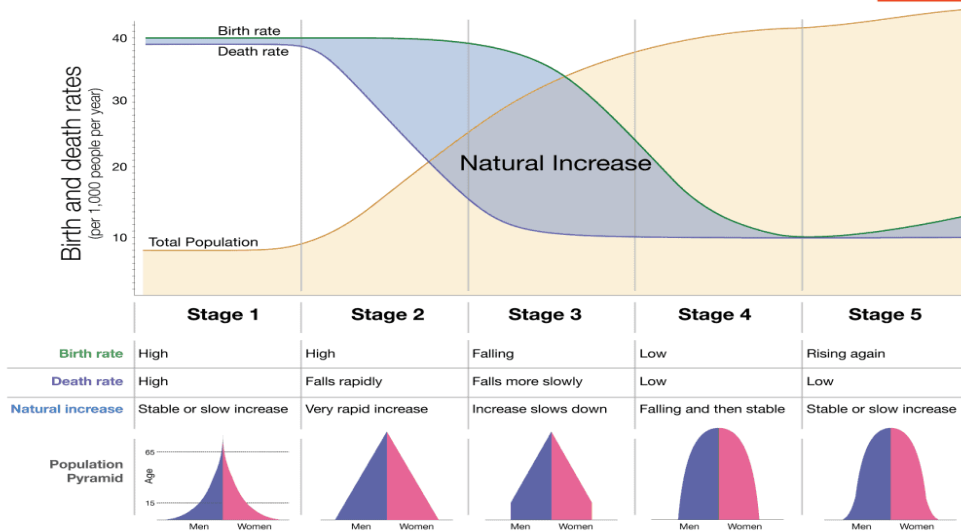 Birth and death rates
(per 1,000 people per year)
40
30
20
10
Birth rate
Death rate
Natural Increase
Total Population
Stage 1 Stage 2 Stage 3 Stage 4 Stage 5
Birth rate High High Falling Low Rising again
Death rate High Falls rapidly Falls more slowly Low Low
Natural increase Stable or slow increase Very rapid increase Increase slows down Falling and then stable Stable or slow increase
Population
Pyramid
Age
65
15
Men Women Men Women Men Women Men Women Men Women